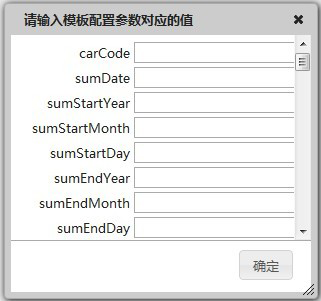 请输入模板配置参数对应的值
carCode
sumDate
sumStartYear
sumStartMonth
sumStartDay
sumEndYear
sumEndMonth
sumEndDay
确定